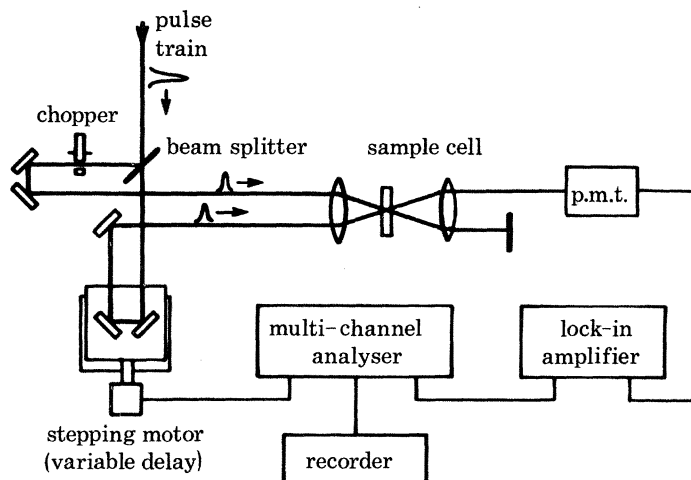 pulse
train
chopper
beam splitter
sample cell
p.m.t.
multi-channel
analyser
lock-in
amplifier
stepping motor
(variable delay)
recorder